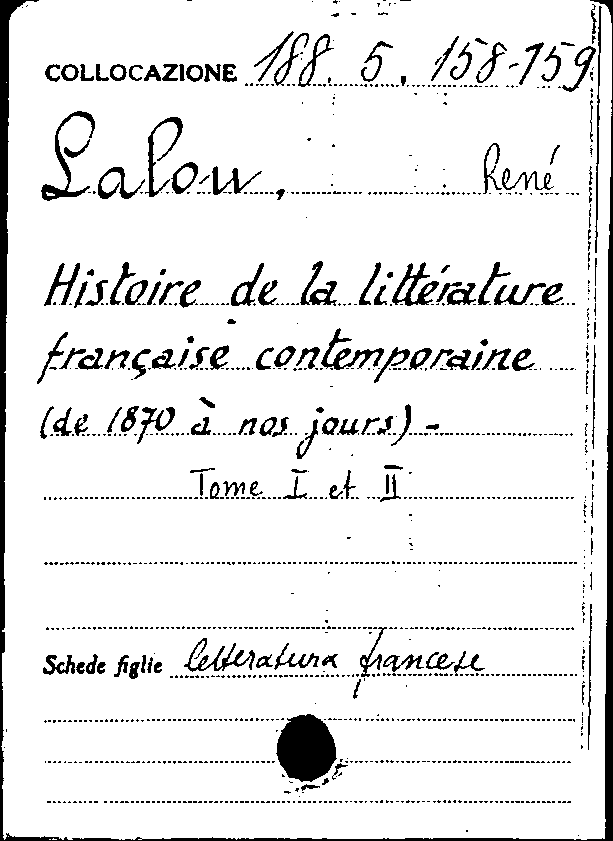 COLLOCAZIONE 188. 5. 158-159
Lalou, René
Histoire de la littérature
française contemporaine
(de 1870 à nos jours) -
Tome I et II
Schede figlie letteratura francese